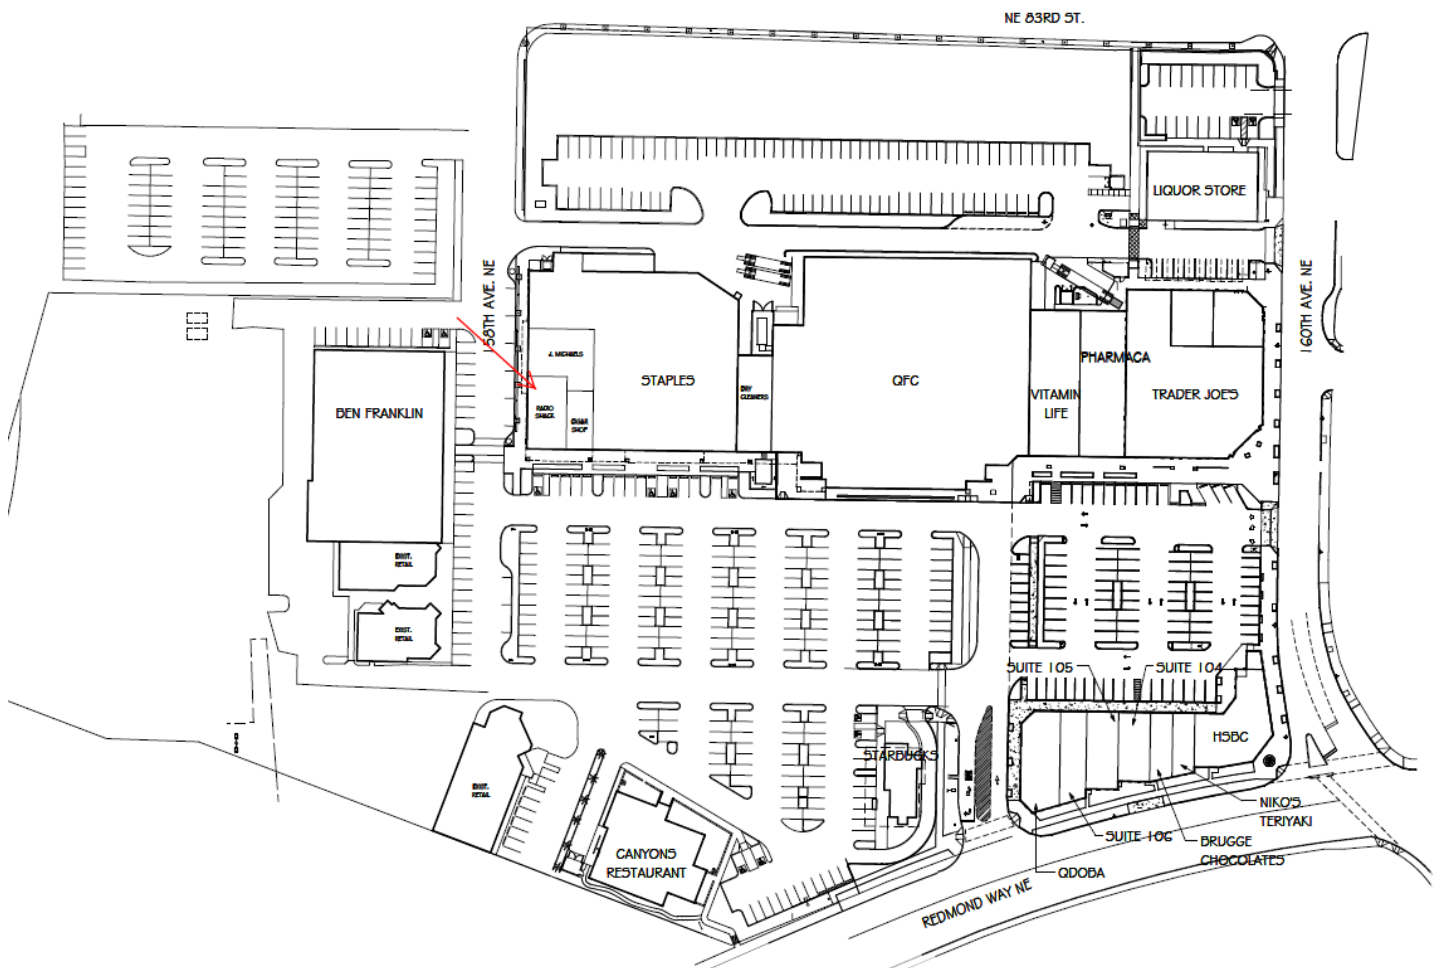 NE 83RD ST.
LIQUOR STORE
158TH AVE. NE
160TH AVE. NE
J. MICHAELS
PHARMACA
STAPLES
QFC
DRY
CLEANERS
VITAMIN
LIFE
TRADER JOE'S
BEN FRANKLIN
RADIO
SHACK
CIGAR
SHOP
EXIST.
RETAIL
EXIST.
RETAIL
SUITE 105
SUITE 104
STARBUCKS
HSBC
EXIST.
RETAIL
NIKO'S
TERIYAKI
SUITE 106
BRUGGE
CHOCOLATES
CANYONS
RESTAURANT
QDOBA
REDMOND WAY NE